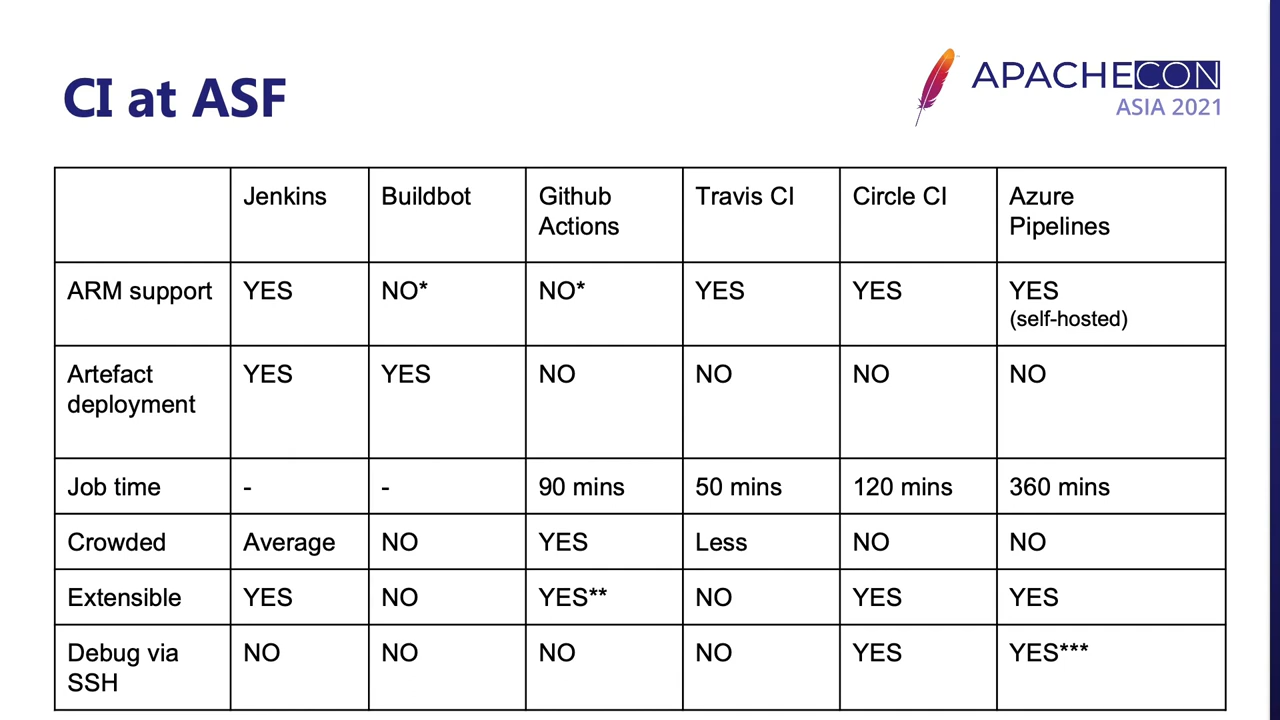 CI at ASF
APACHECON
ASIA 2021
Jenkins Buildbot Github Actions Travis CI Circle CI Azure Pipelines
ARM support YES NO* NO* YES YES YES (self-hosted)
Artefact deployment YES YES NO NO NO NO
Job time - - 90 mins 50 mins 120 mins 360 mins
Crowded Average NO YES Less NO NO
Extensible YES NO YES** NO YES YES
Debug via SSH NO NO NO NO YES YES***